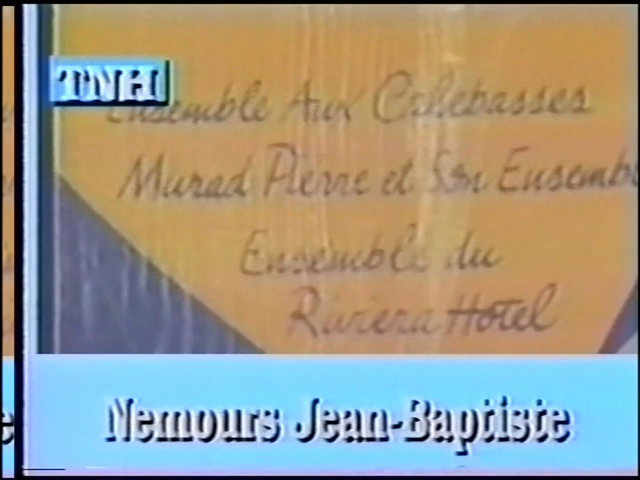 TNH
Ensemble Aux Calebasses
Murad Pierre et Son Ensemb
Ensemble du
Riviera Hotel
Nemours Jean-Baptiste